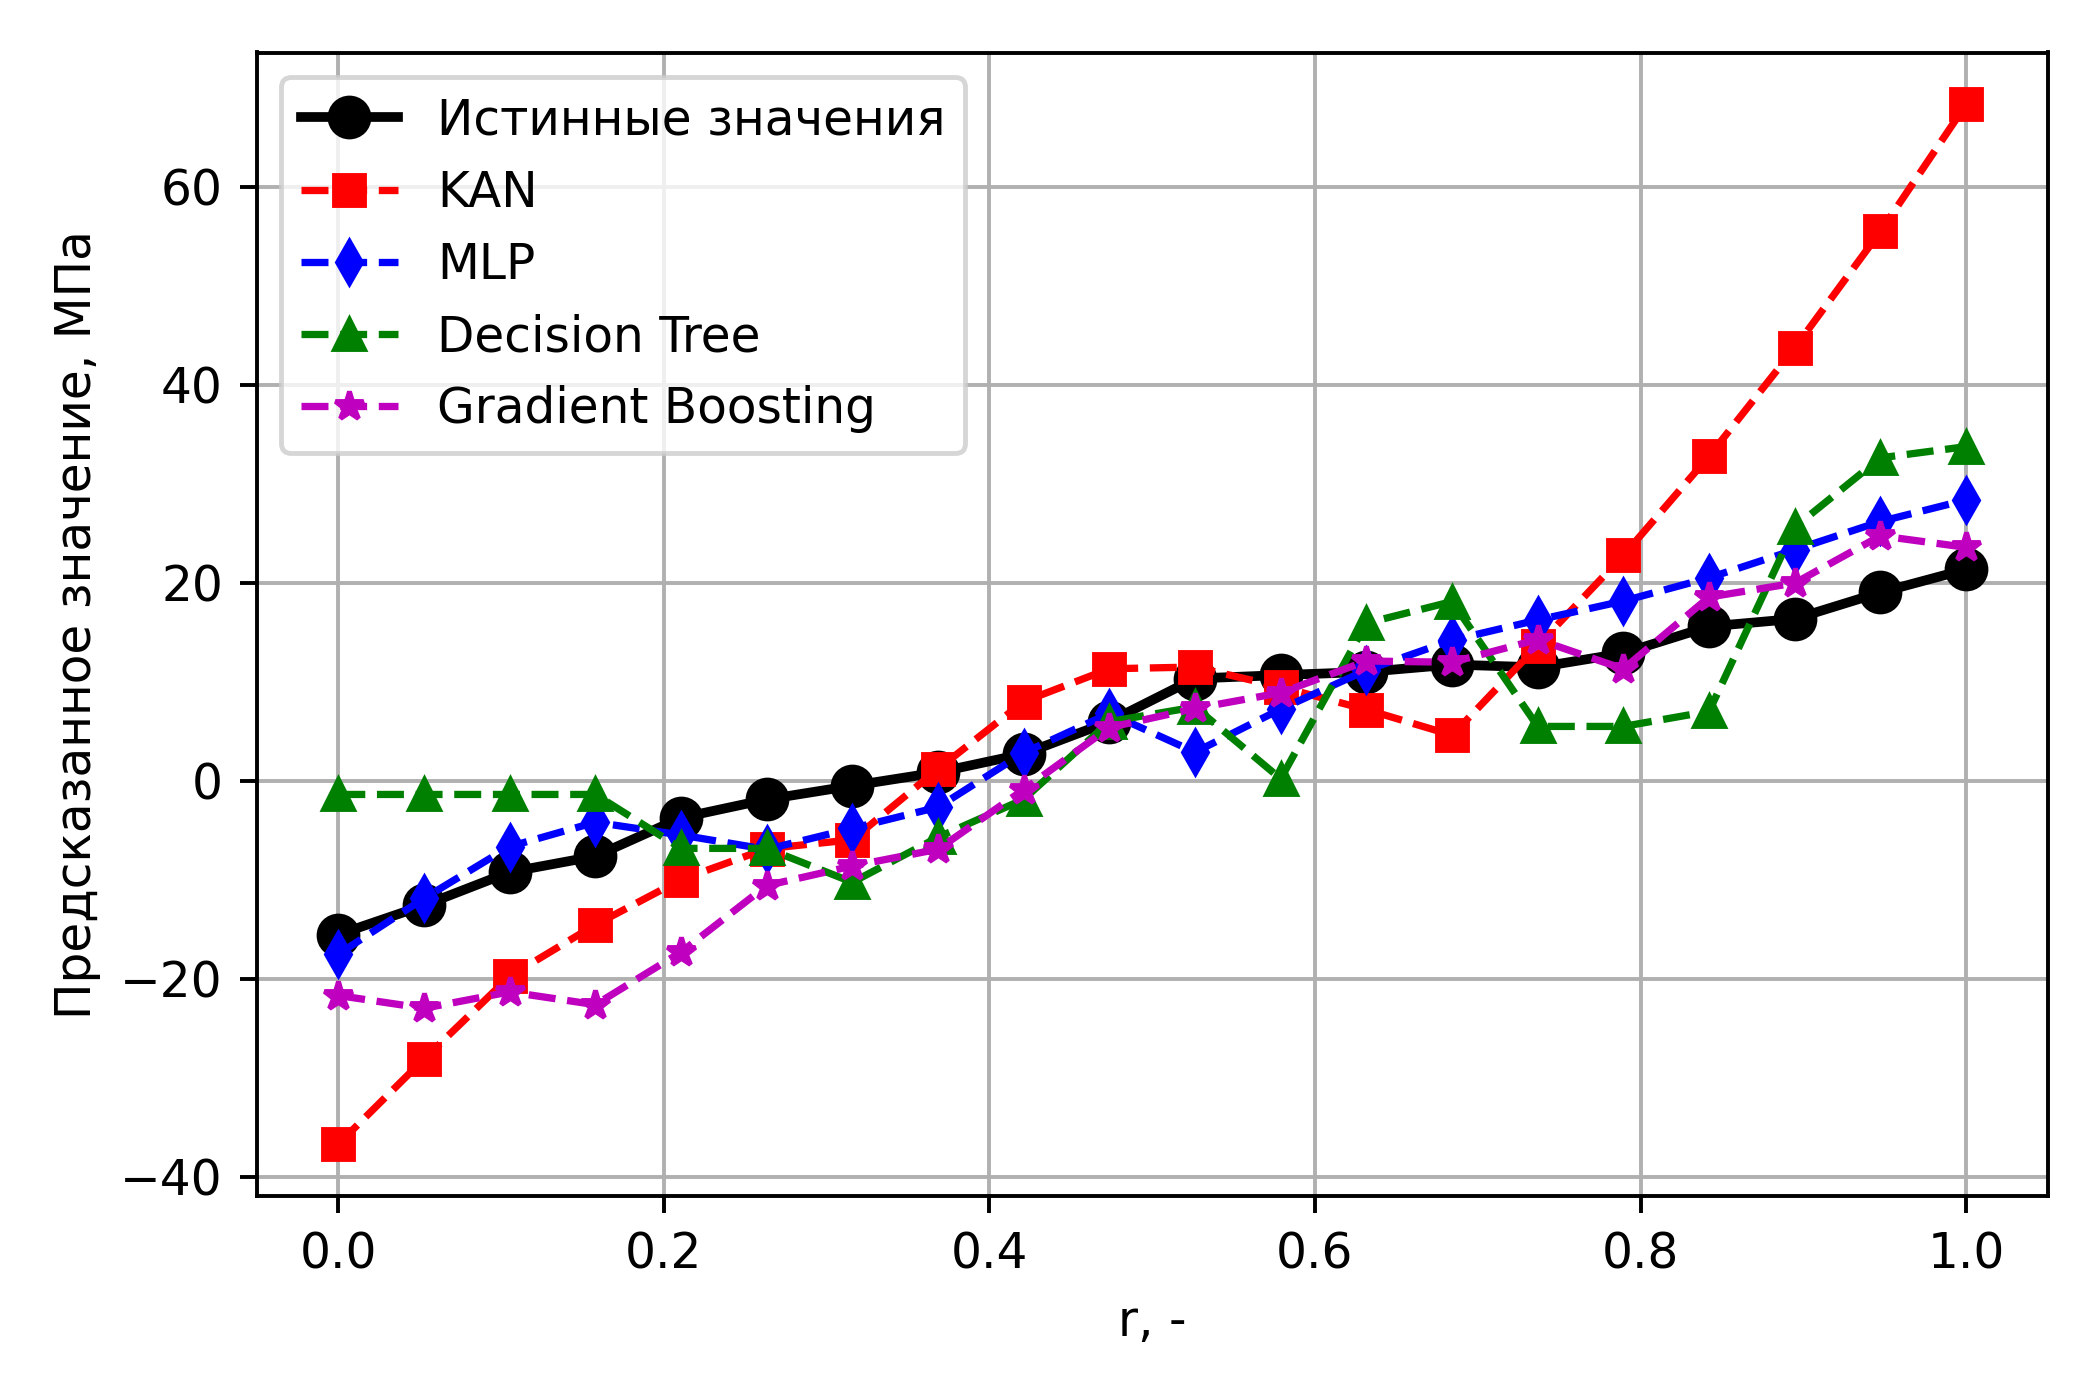 Истинные значения
KAN
MLP
Decision Tree
Gradient Boosting
Предсказанное значение, МПа
60
40
20
0
−20
−40
0.0 0.2 0.4 0.6 0.8 1.0
r, -